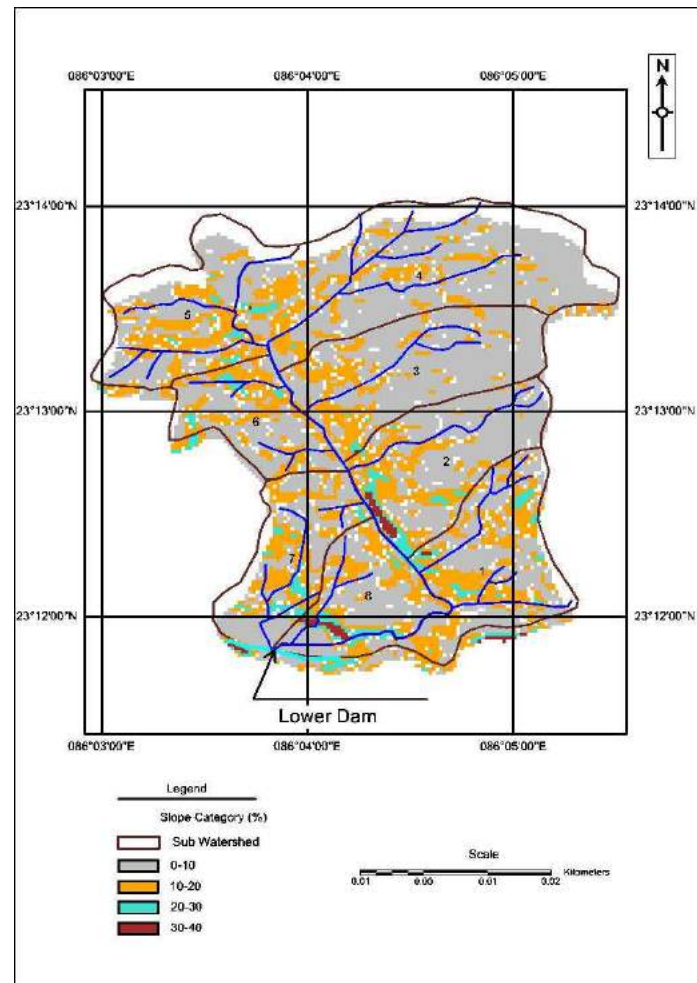 N
086°03'00"E 086°04'00"E 086°05'00"E
23°14'00"N 23°14'00"N
4
5
3
23°13'00"N 23°13'00"N
6
2
7
1
8
23°12'00"N 23°12'00"N
Lower Dam
086°03'00"E 086°04'00"E 086°05'00"E
Legend
Slope Category (%)
Sub Watershed
0-10
10-20
20-30
30-40
Scale
0.01 0.00 0.01 0.02 Kilometers